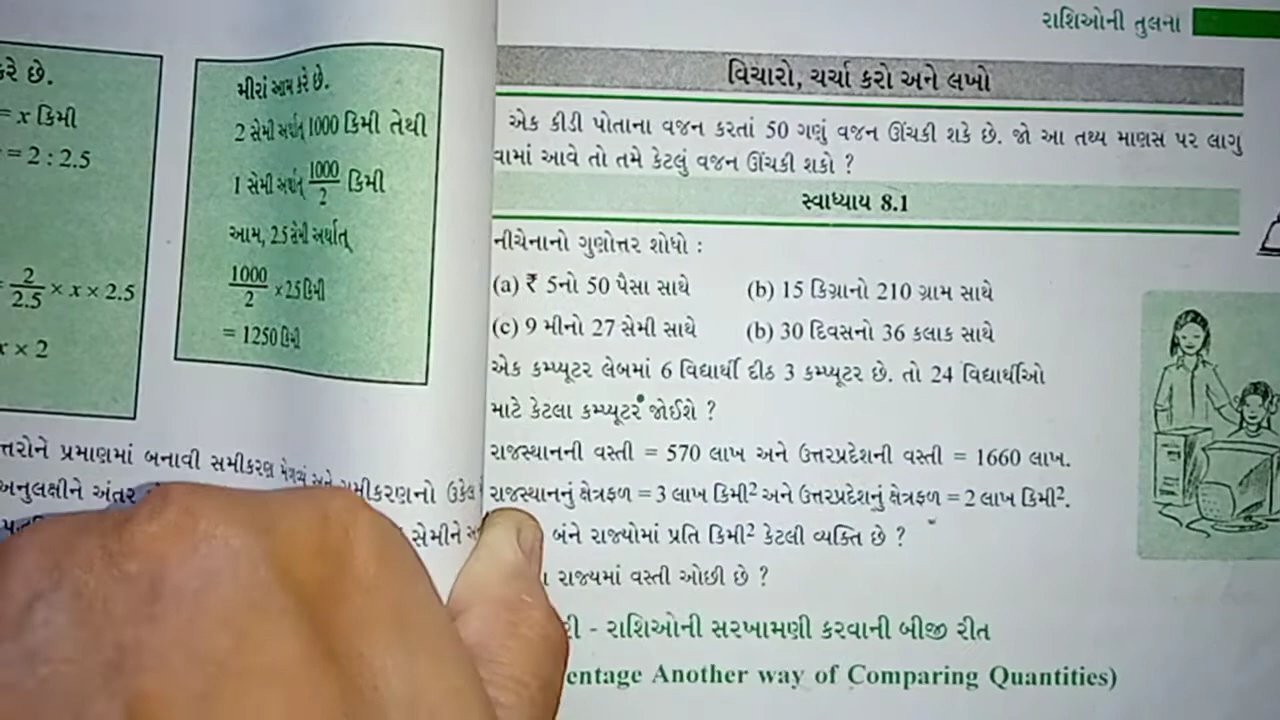 રે છે.
= x કિમી
= 2 : 2.5
2/2.5 × x × 2.5
x × 2
મીરાં આમ કરે છે.
2 સેમી અર્થાત્ 1000 કિમી તેથી
1 સેમી અર્થાત્ 1000/2 કિમી
આમ, 2.5 સેમી અર્થાત્
1000/2 × 2.5 કિમી
= 1250 કિમી
ત્તરોને પ્રમાણમાં બનાવી સમીકરણ મેળવ્યું અને સમીકરણનો ઉકેલ
અનુલક્ષીને અંતર
સેમીને
રાશિઓની તુલના
વિચારો, ચર્ચા કરો અને લખો
એક કીડી પોતાના વજન કરતાં 50 ગણું વજન ઊંચકી શકે છે. જો આ તથ્ય માણસ પર લાગુ
વામાં આવે તો તમે કેટલું વજન ઊંચકી શકો ?
સ્વાધ્યાય 8.1
નીચેનાનો ગુણોત્તર શોધો :
(a) ₹ 5નો 50 પૈસા સાથે (b) 15 કિગ્રાનો 210 ગ્રામ સાથે
(c) 9 મીનો 27 સેમી સાથે (b) 30 દિવસનો 36 કલાક સાથે
એક કમ્પ્યૂટર લેબમાં 6 વિદ્યાર્થી દીઠ 3 કમ્પ્યૂટર છે. તો 24 વિદ્યાર્થીઓ
માટે કેટલા કમ્પ્યૂટર જોઈશે ?
રાજસ્થાનની વસ્તી = 570 લાખ અને ઉત્તરપ્રદેશની વસ્તી = 1660 લાખ.
રાજસ્થાનનું ક્ષેત્રફળ = 3 લાખ કિમી² અને ઉત્તરપ્રદેશનું ક્ષેત્રફળ = 2 લાખ કિમી².
બંને રાજ્યોમાં પ્રતિ કિમી² કેટલી વ્યક્તિ છે ?
રાજ્યમાં વસ્તી ઓછી છે ?
રી - રાશિઓની સરખામણી કરવાની બીજી રીત
entage Another way of Comparing Quantities)